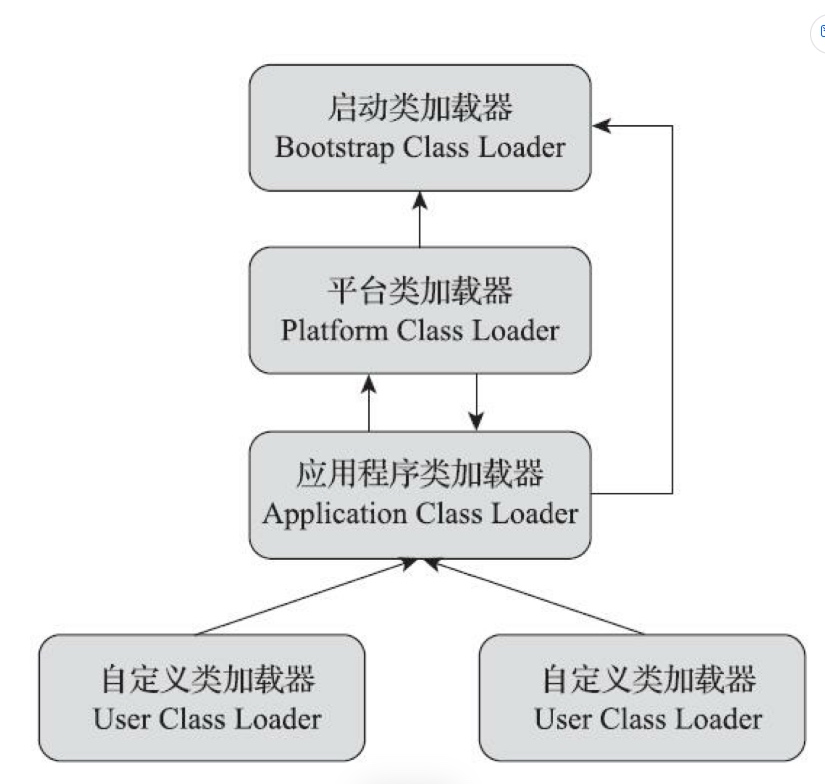 启动类加载器
Bootstrap Class Loader
平台类加载器
Platform Class Loader
应用程序类加载器
Application Class Loader
自定义类加载器
User Class Loader
自定义类加载器
User Class Loader